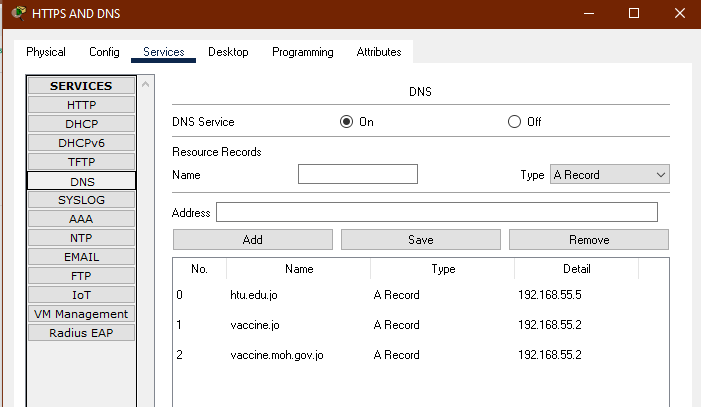 HTTPS AND DNS
Physical Config Services Desktop Programming Attributes
SERVICES
HTTP
DHCP
DHCPv6
TFTP
DNS
SYSLOG
AAA
NTP
EMAIL
FTP
IoT
VM Management
Radius EAP
DNS
DNS Service On Off
Resource Records
Name Type A Record
Address
Add Save Remove
No. Name Type Detail
0 htu.edu.jo A Record 192.168.55.5
1 vaccine.jo A Record 192.168.55.2
2 vaccine.moh.gov.jo A Record 192.168.55.2